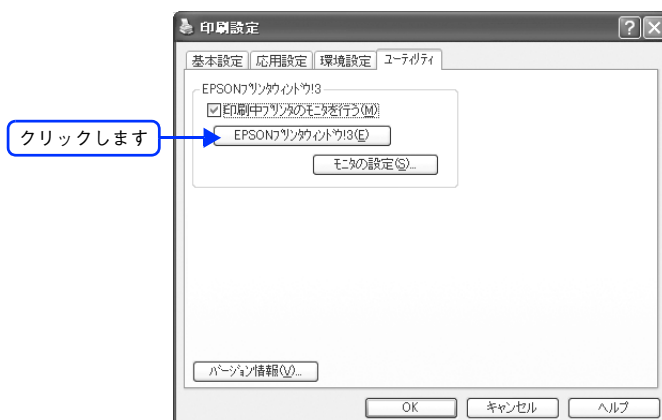 印刷設定
基本設定 応用設定 環境設定 ユーティリティ
EPSONプリンタウィンドウ!3
印刷中プリンタのモニタを行う(M)
クリックします
EPSONプリンタウィンドウ!3(E)
モニタの設定(S)...
バージョン情報(V)...
OK キャンセル ヘルプ